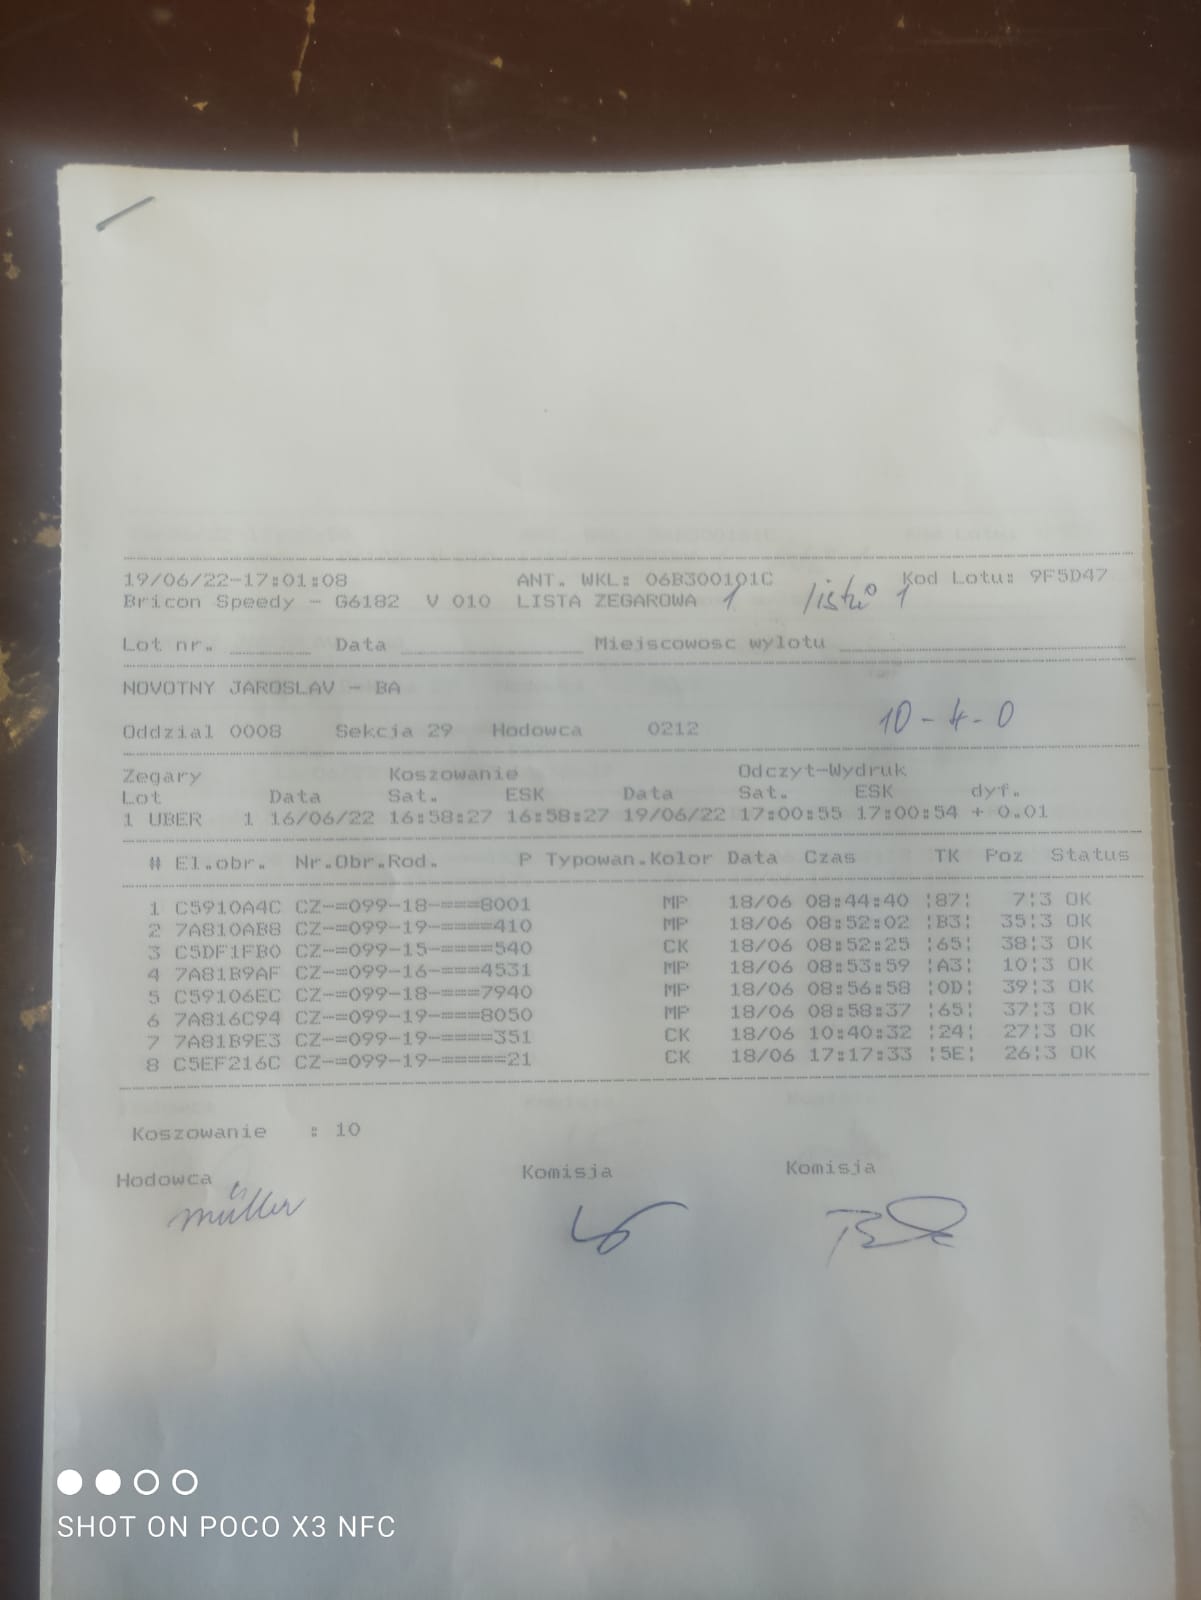 19/06/22-17:01:08 ANT. WKL: 06B300101C Kod Lotu: 9F5D47
Bricon Speedy - G6182 V 010 LISTA ZEGAROWA 1 1
Lot nr. Data Miejscowosc wylotu
NOVOTNY JAROSLAV - BA
Oddzial 0008 Sekcja 29 Hodowca 0212 10-4-0
Zegary Koszowanie Odczyt-Wydruk
Lot Data Sat. ESK Data Sat. ESK dyf.
1 UBER 1 16/06/22 16:58:27 16:58:27 19/06/22 17:00:55 17:00:54 + 0.01
# El.obr. Nr.Obr.Rod. P Typowan.Kolor Data Czas TK Poz Status
1 C5910A4C CZ-=099-18-===8001 MP 18/06 08:44:40 ¦87¦ 7¦3 OK
2 7A810AB8 CZ-=099-19-====410 MP 18/06 08:52:02 ¦B3¦ 35¦3 OK
3 C5DF1FB0 CZ-=099-15-====540 CK 18/06 08:52:25 ¦65¦ 38¦3 OK
4 7A81B9AF CZ-=099-16-===4531 MP 18/06 08:53:59 ¦A3¦ 10¦3 OK
5 C59106EC CZ-=099-18-===7940 MP 18/06 08:56:58 ¦0D¦ 39¦3 OK
6 7A816C94 CZ-=099-19-===8050 MP 18/06 08:58:37 ¦65¦ 37¦3 OK
7 7A81B9E3 CZ-=099-19-====351 CK 18/06 10:40:32 ¦24¦ 27¦3 OK
8 C5EF216C CZ-=099-19-=====21 CK 18/06 17:17:33 ¦5E¦ 26¦3 OK
Koszowanie : 10
Hodowca Komisja Komisja
Müller
SHOT ON POCO X3 NFC